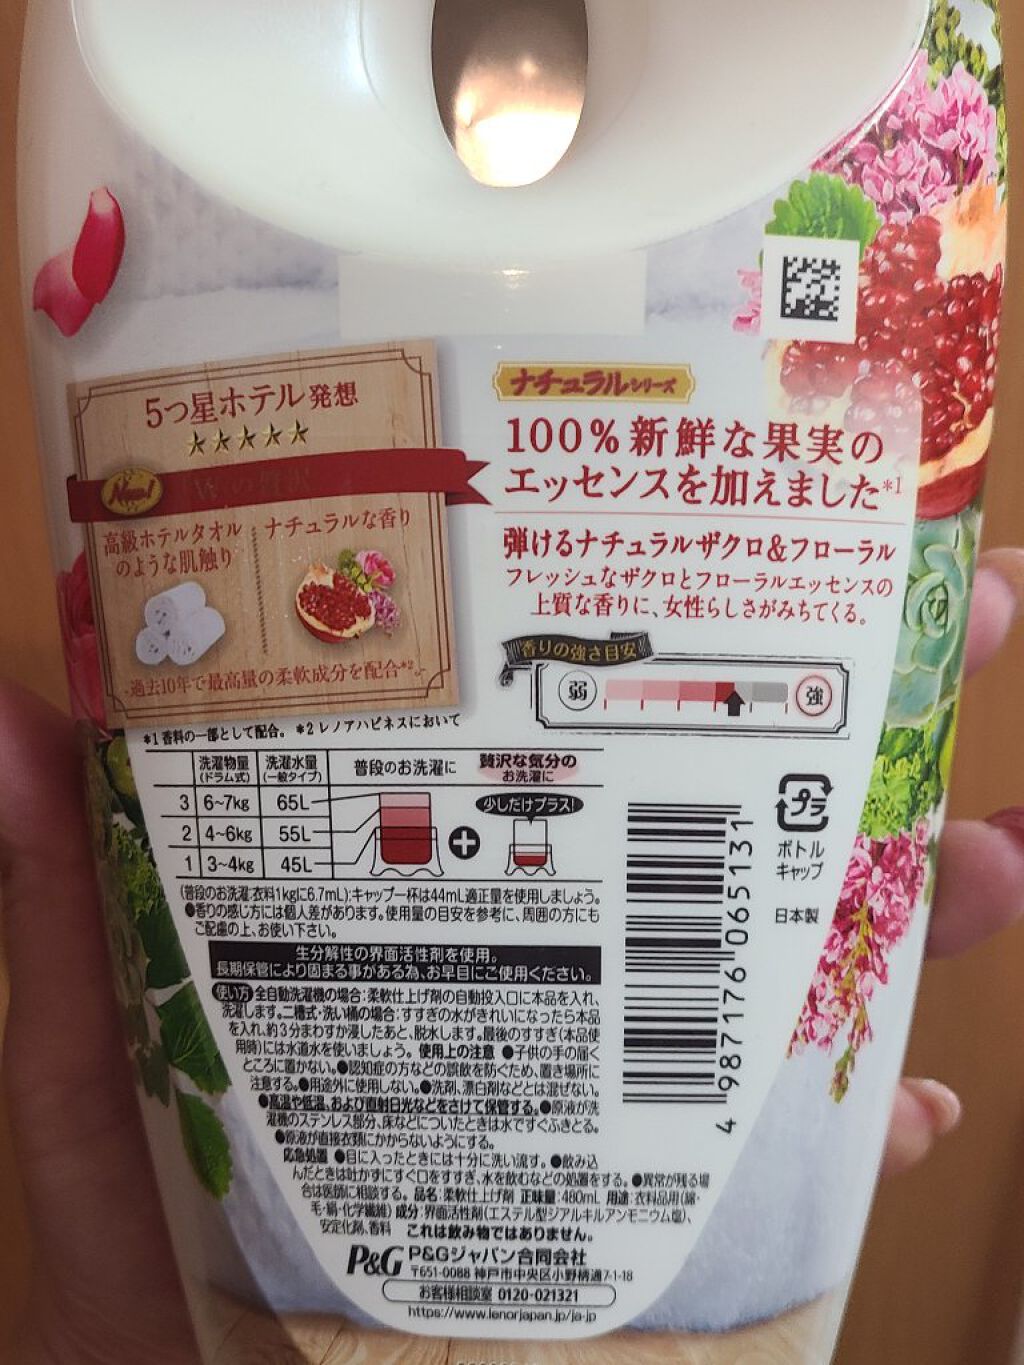 5つ星ホテル発想
New!
の贅沢
高級ホテルタオル
のような肌触り
ナチュラルな香り
過去10年で最高量の柔軟成分を配合*2
ナチュラルシリーズ
100%新鮮な果実の
エッセンスを加えました*1
弾けるナチュラルザクロ&フローラル
フレッシュなザクロとフローラルエッセンスの
上質な香りに、女性らしさがみちてくる。
香りの強さ目安
弱 強
*1 香料の一部として配合。 *2 レノアハピネスにおいて
洗濯物量
(ドラム式)
洗濯水量
(一般タイプ)
普段のお洗濯に
贅沢な気分の
お洗濯に
3 6~7kg 65L
2 4~6kg 55L
1 3~4kg 45L
少しだけプラス!
(普段のお洗濯:衣料1kgに6.7mL):キャップ一杯は44mL適正量を使用しましょう。
●香りの感じ方には個人差があります。使用量の目安を参考に、周囲の方にも
ご配慮の上、お使い下さい。
生分解性の界面活性剤を使用。
長期保管により固まる事がある為、お早目にご使用ください。
使い方 全自動洗濯機の場合:柔軟仕上げ剤の自動投入口に本品を入れ、
洗濯します。二槽式・洗い桶の場合:すすぎの水がきれいになったら本品
を入れ、約3分まわすか浸したあと、脱水します。最後のすすぎ(本品使
用時)には水道水を使いましょう。 使用上の注意 ●子供の手の届く
ところに置かない。●認知症の方などの誤飲を防ぐため、置き場所に
注意する。●用途外に使用しない。●洗剤、漂白剤などとは混ぜない。
●高温や低温、および直射日光などをさけて保管する。●原液が洗
濯機のステンレス部分、床などについたときは水ですぐふきとる。
●原液が直接衣類にかからないようにする。
応急処置 ●目に入ったときには十分に洗い流す。●飲み込
んだときは吐かずにすぐ口をすすぎ、水を飲むなどの処置をする。●異常が残る場
合は医師に相談する。 品名:柔軟仕上げ剤 正味量:480mL 用途:衣料品用(綿・
毛・絹・化学繊維) 成分:界面活性剤(エステル型ジアルキルアンモニウム塩)、
安定化剤、香料 これは飲み物ではありません。
P&G P&Gジャパン合同会社
〒651-0088 神戸市中央区小野柄通7-1-18
お客様相談室 0120-021321
https://www.lenorjapan.jp/ja-jp
プラ
ボトル
キャップ
日本製
4 987176 065131